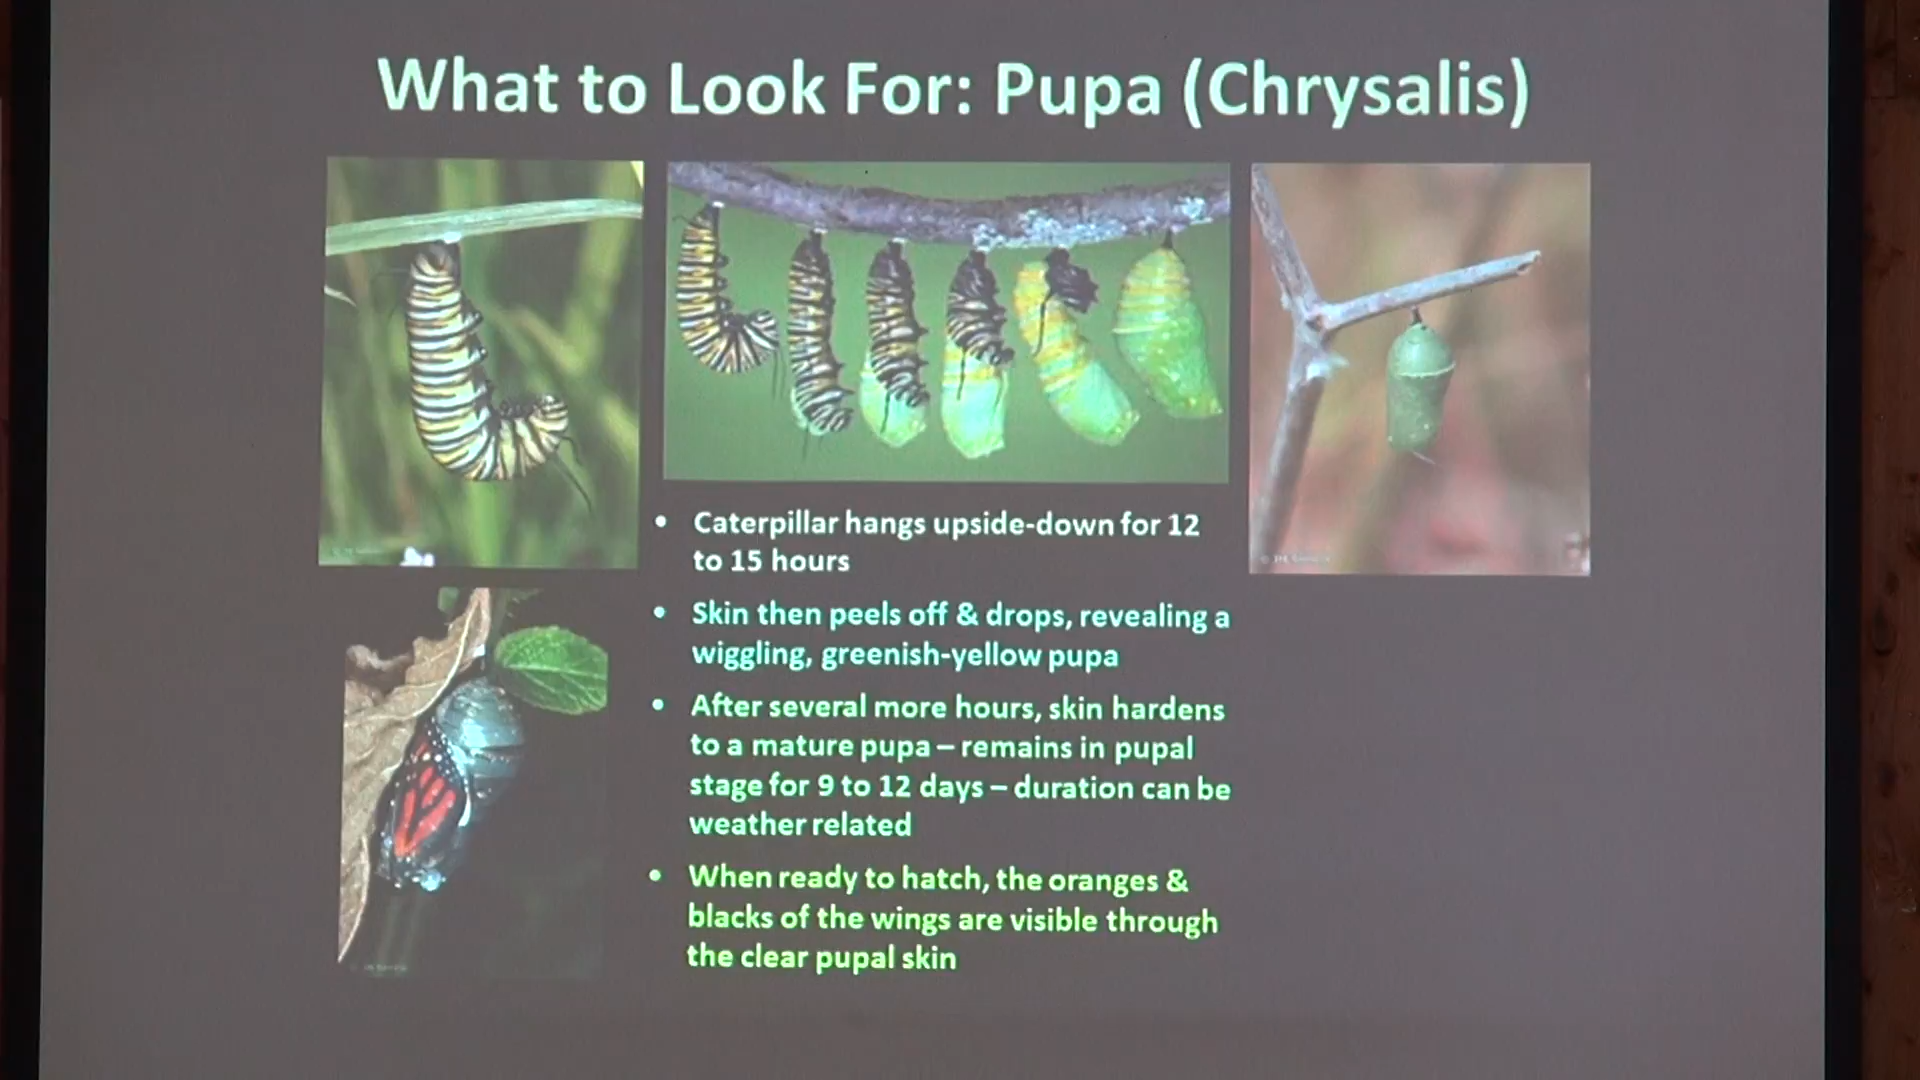 What to Look For: Pupa (Chrysalis)
• Caterpillar hangs upside-down for 12
to 15 hours
• Skin then peels off & drops, revealing a
wiggling, greenish-yellow pupa
• After several more hours, skin hardens
to a mature pupa – remains in pupal
stage for 9 to 12 days – duration can be
weather related
• When ready to hatch, the oranges &
blacks of the wings are visible through
the clear pupal skin